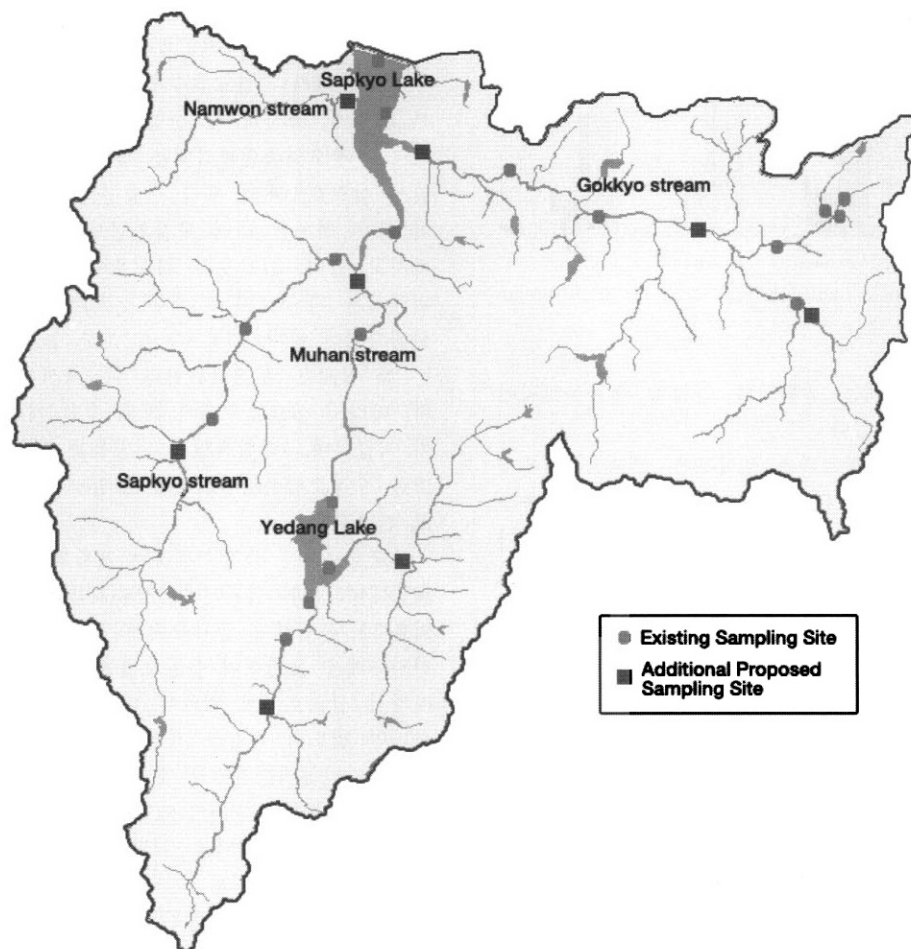 Sapkyo Lake
Namwon stream
Gokkyo stream
Muhan stream
Sapkyo stream
Yedang Lake
Existing Sampling Site
Additional Proposed
Sampling Site